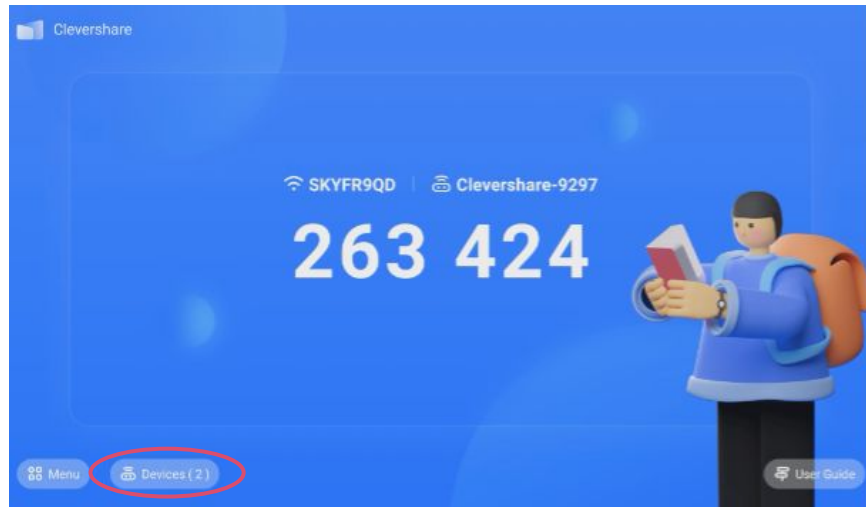 Clevershare
SKYFR9QD | Clevershare-9297
263 424
Menu
Devices ( 2 )
User Guide